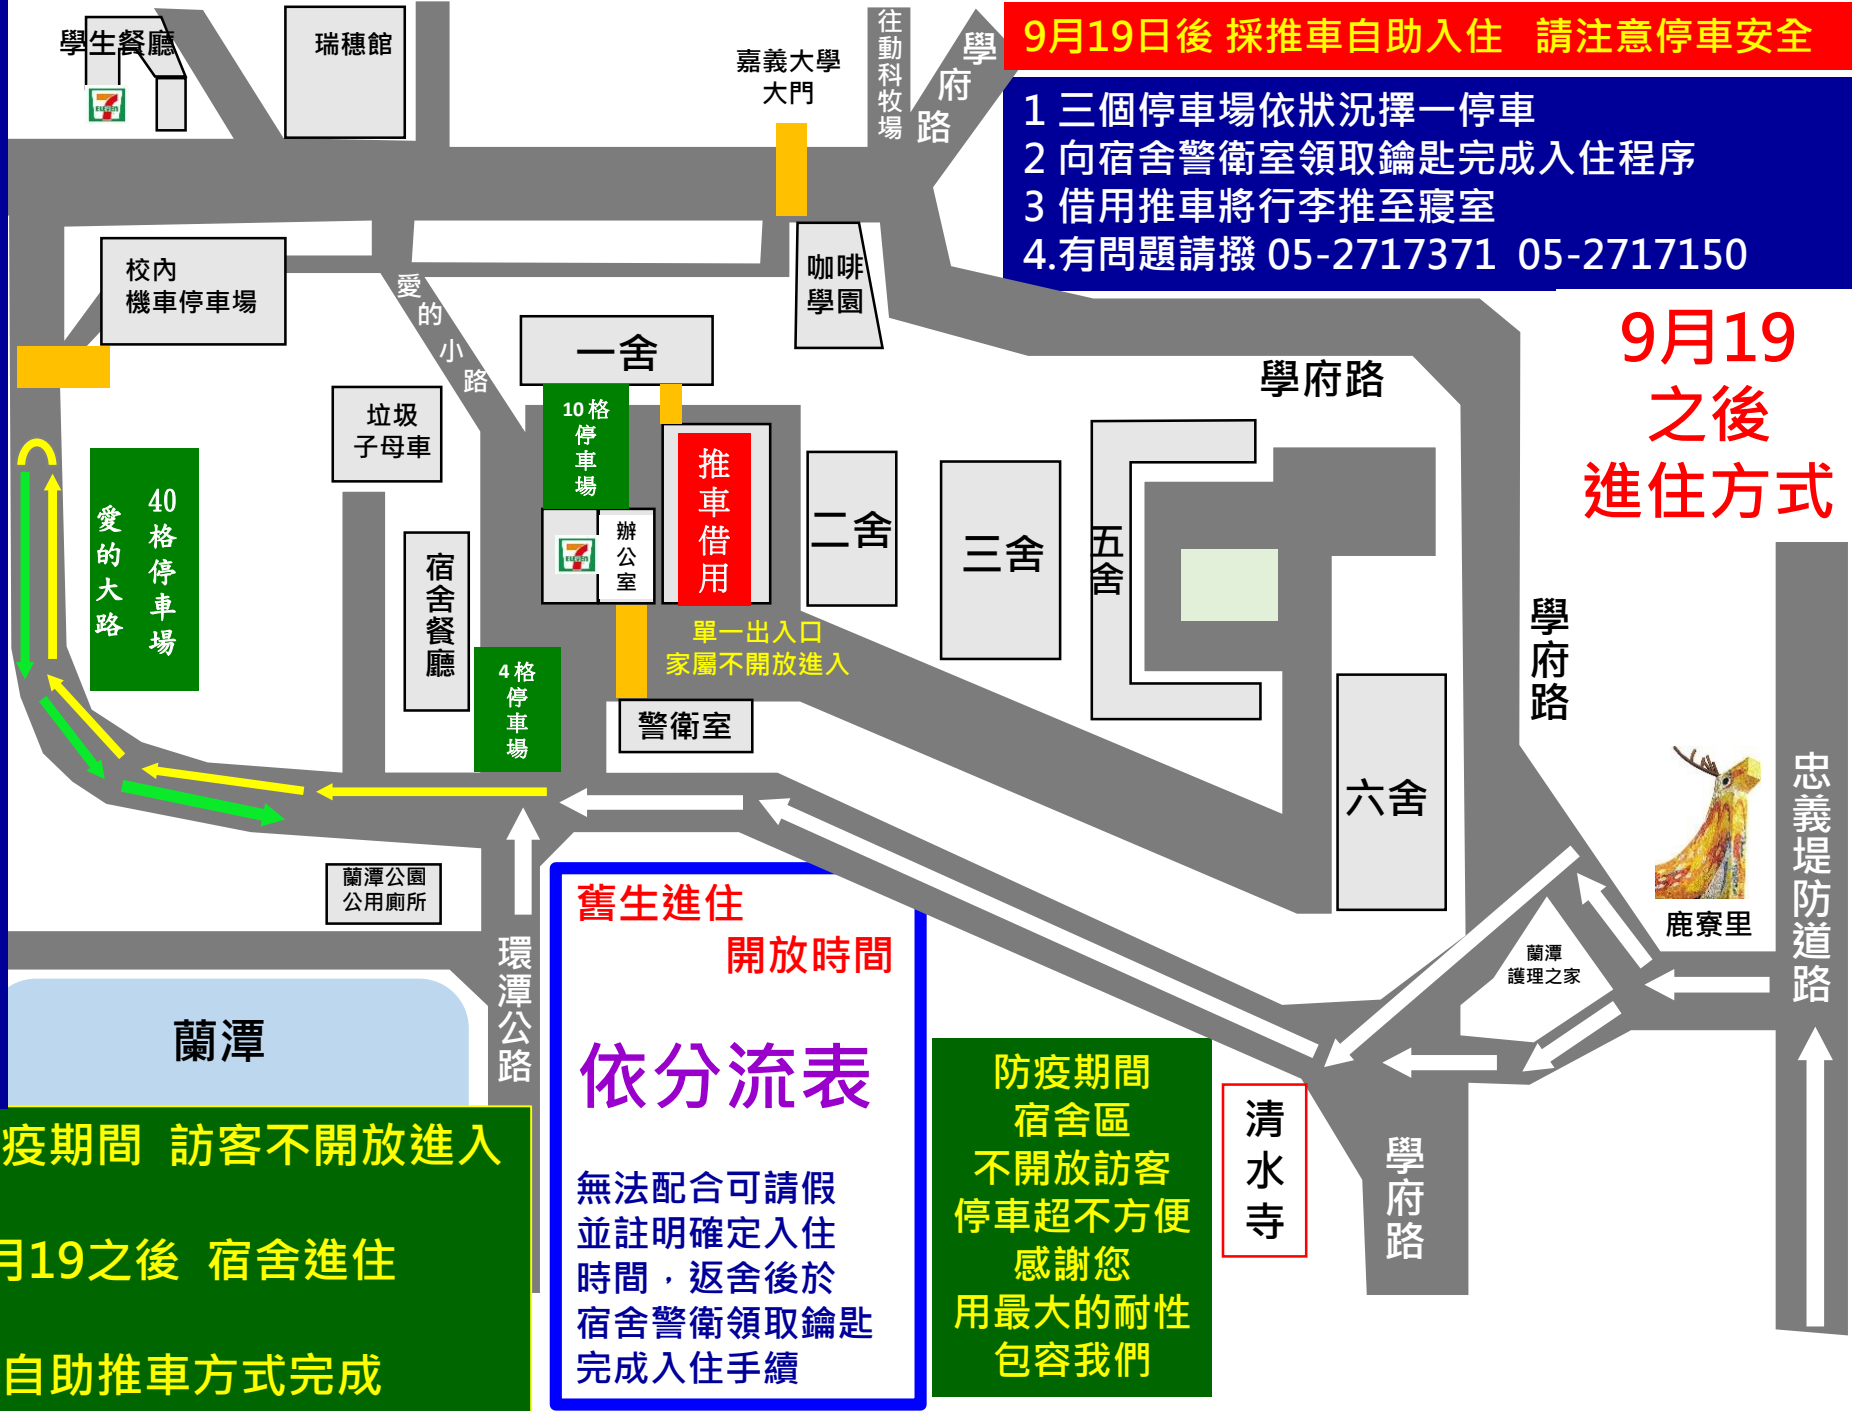 9月19日後 採推車自助入住 請注意停車安全
1 三個停車場依狀況擇一停車
2 向宿舍警衛室領取鑰匙完成入住程序
3 借用推車將行李推至寢室
4.有問題請撥 05-2717371 05-2717150
9月19
之後
進住方式
學生餐廳
7
ELEVEN
瑞穗館
嘉義大學
大門
往動科牧場
學府路
校內
機車停車場
愛的小路
咖啡
學園
一舍
學府路
垃圾
子母車
10格
停車場
推車借用
二舍
三舍
五舍
40格停車場
愛的大路
宿舍餐廳
7
ELEVEN
辦公室
單一出入口
家屬不開放進入
4格
停車場
警衛室
學府路
六舍
忠義堤防道路
鹿寮里
蘭潭公園
公用廁所
環潭公路
蘭潭
護理之家
蘭潭
舊生進住
開放時間
依分流表
無法配合可請假
並註明確定入住
時間，返舍後於
宿舍警衛領取鑰匙
完成入住手續
防疫期間
宿舍區
不開放訪客
停車超不方便
感謝您
用最大的耐性
包容我們
清水寺
學府路
疫期間 訪客不開放進入
月19之後 宿舍進住
自助推車方式完成